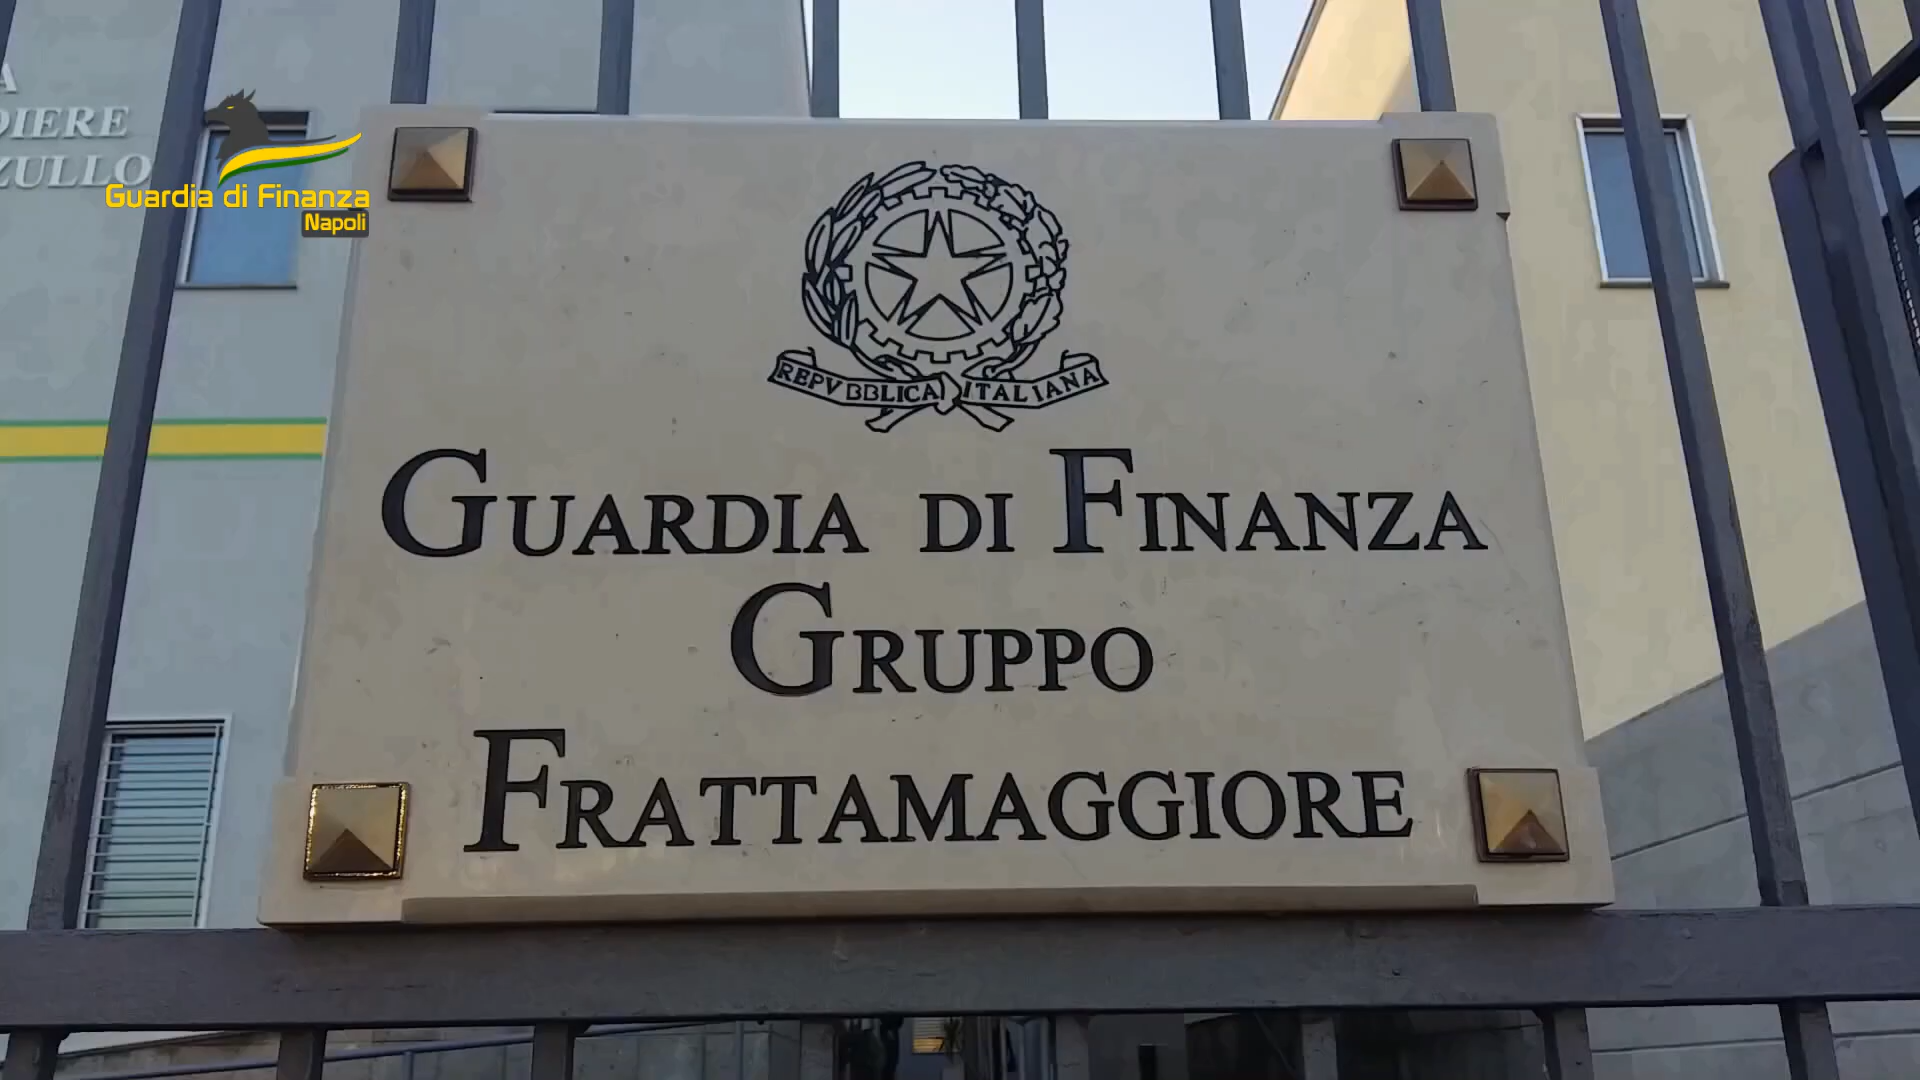 DIERE
ZULLO
Guardia di Finanza
Napoli
REPVBBLICA ITALIANA
GUARDIA DI FINANZA
GRUPPO
FRATTAMAGGIORE